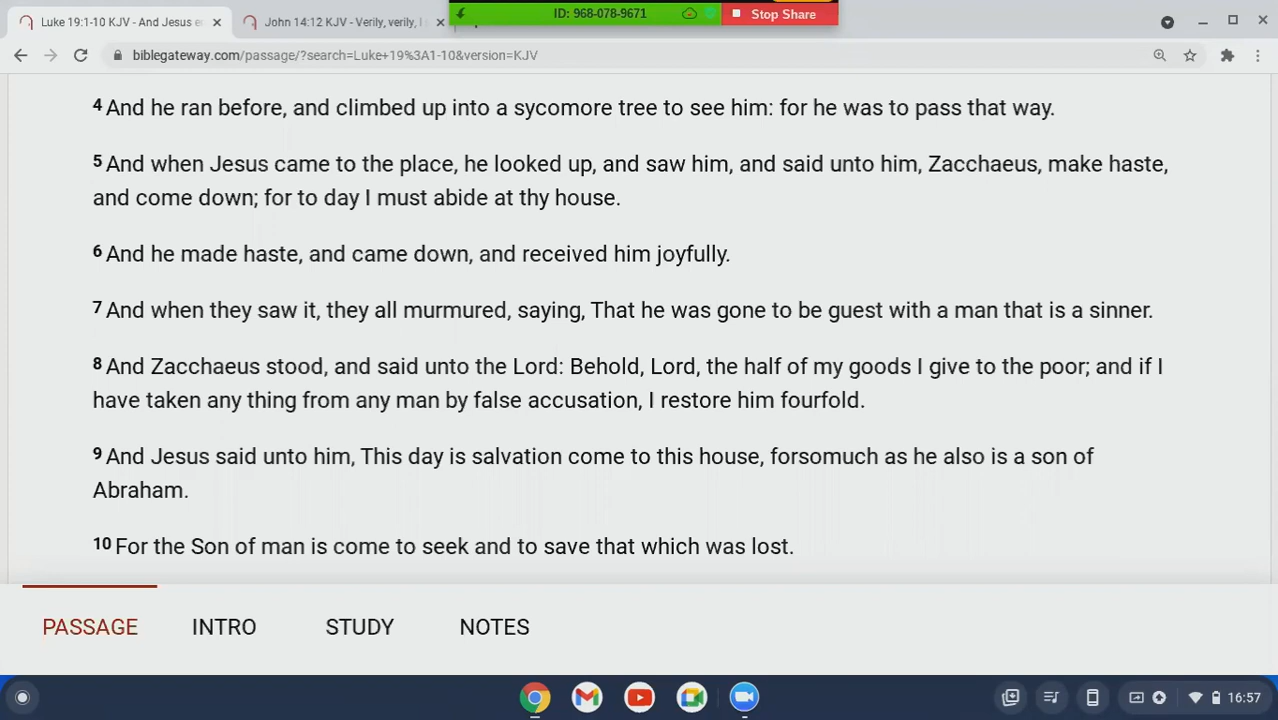 Luke 19:1-10 KJV - And Jesus e
John 14:12 KJV - Verily, verily, I s
ID: 968-078-9671
Stop Share
biblegateway.com/passage/?search=Luke+19%3A1-10&version=KJV
4 And he ran before, and climbed up into a sycomore tree to see him: for he was to pass that way.
5 And when Jesus came to the place, he looked up, and saw him, and said unto him, Zacchaeus, make haste,
and come down; for to day I must abide at thy house.
6 And he made haste, and came down, and received him joyfully.
7 And when they saw it, they all murmured, saying, That he was gone to be guest with a man that is a sinner.
8 And Zacchaeus stood, and said unto the Lord: Behold, Lord, the half of my goods I give to the poor; and if I
have taken any thing from any man by false accusation, I restore him fourfold.
9 And Jesus said unto him, This day is salvation come to this house, forsomuch as he also is a son of
Abraham.
10 For the Son of man is come to seek and to save that which was lost.
PASSAGE INTRO STUDY NOTES
16:57